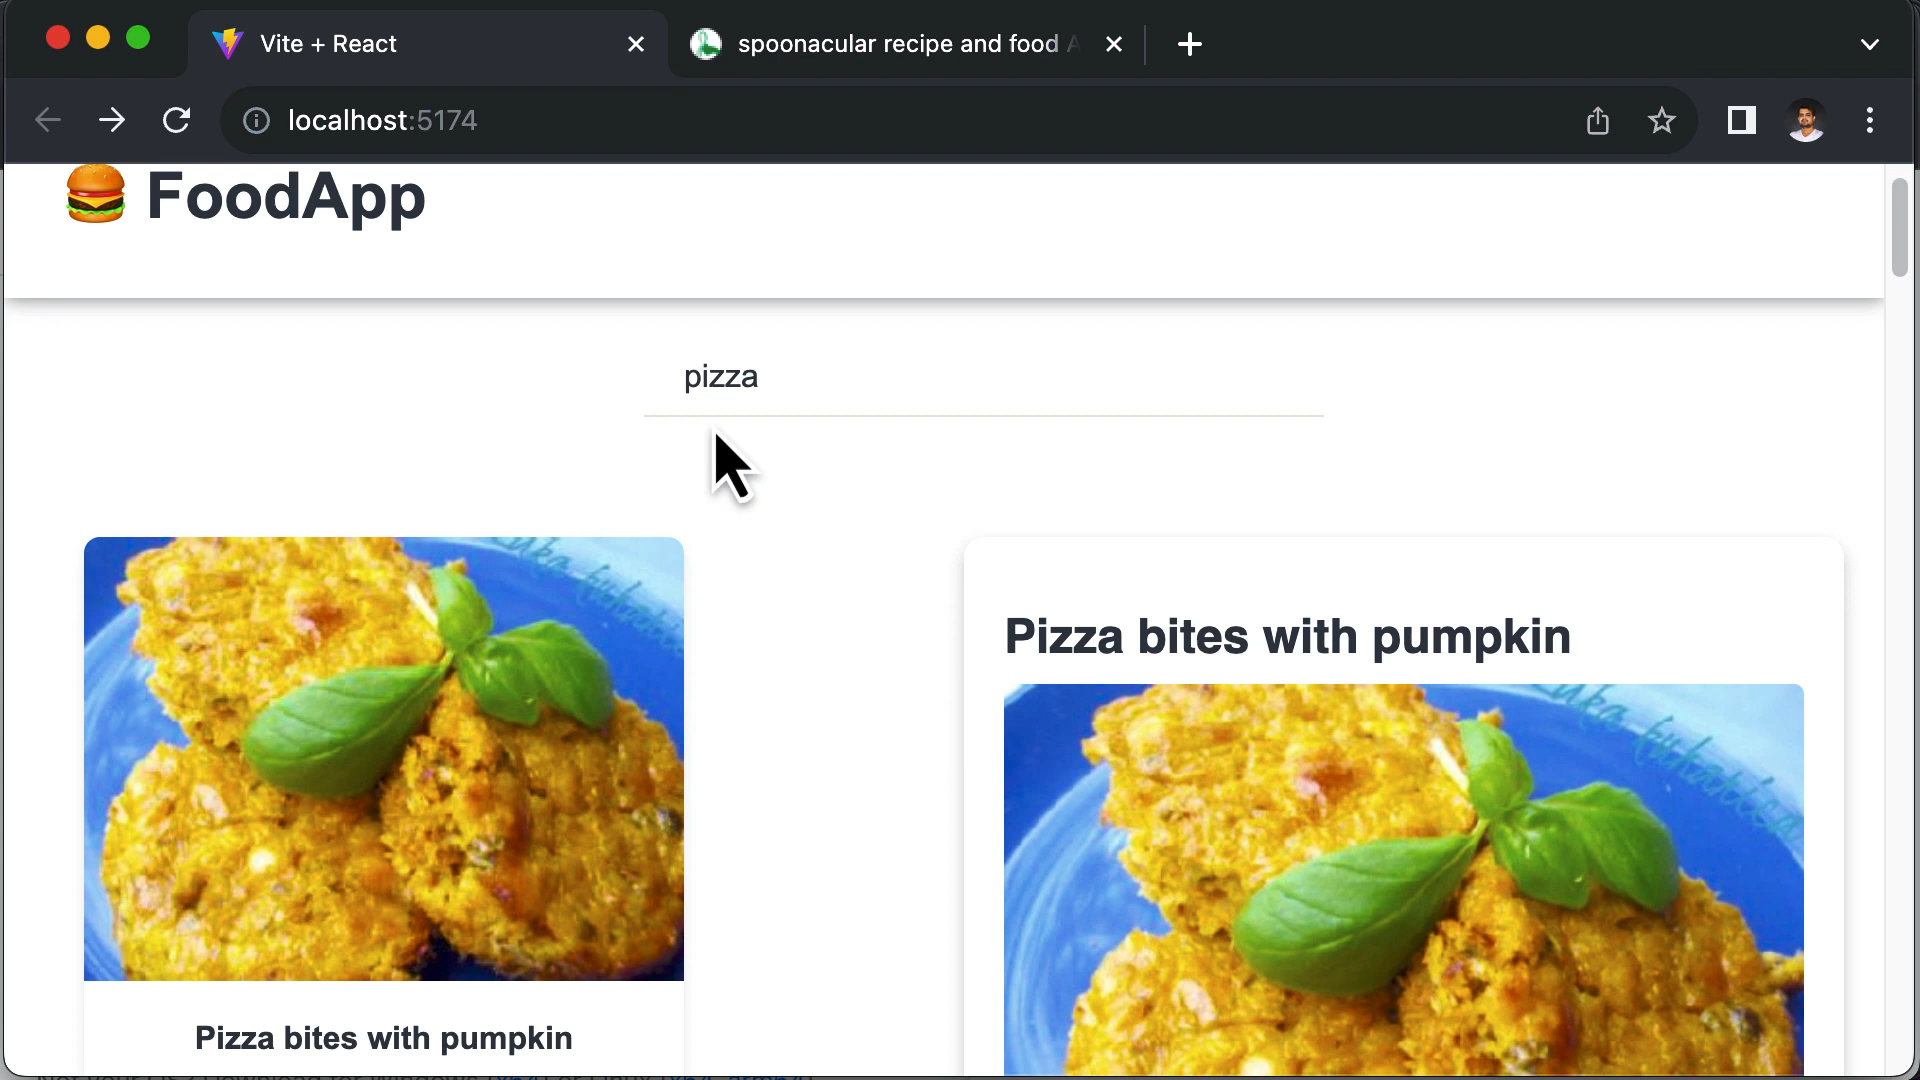 Vite + React
spoonacular recipe and food
localhost:5174
FoodApp
pizza
Pizza bites with pumpkin
Pizza bites with pumpkin